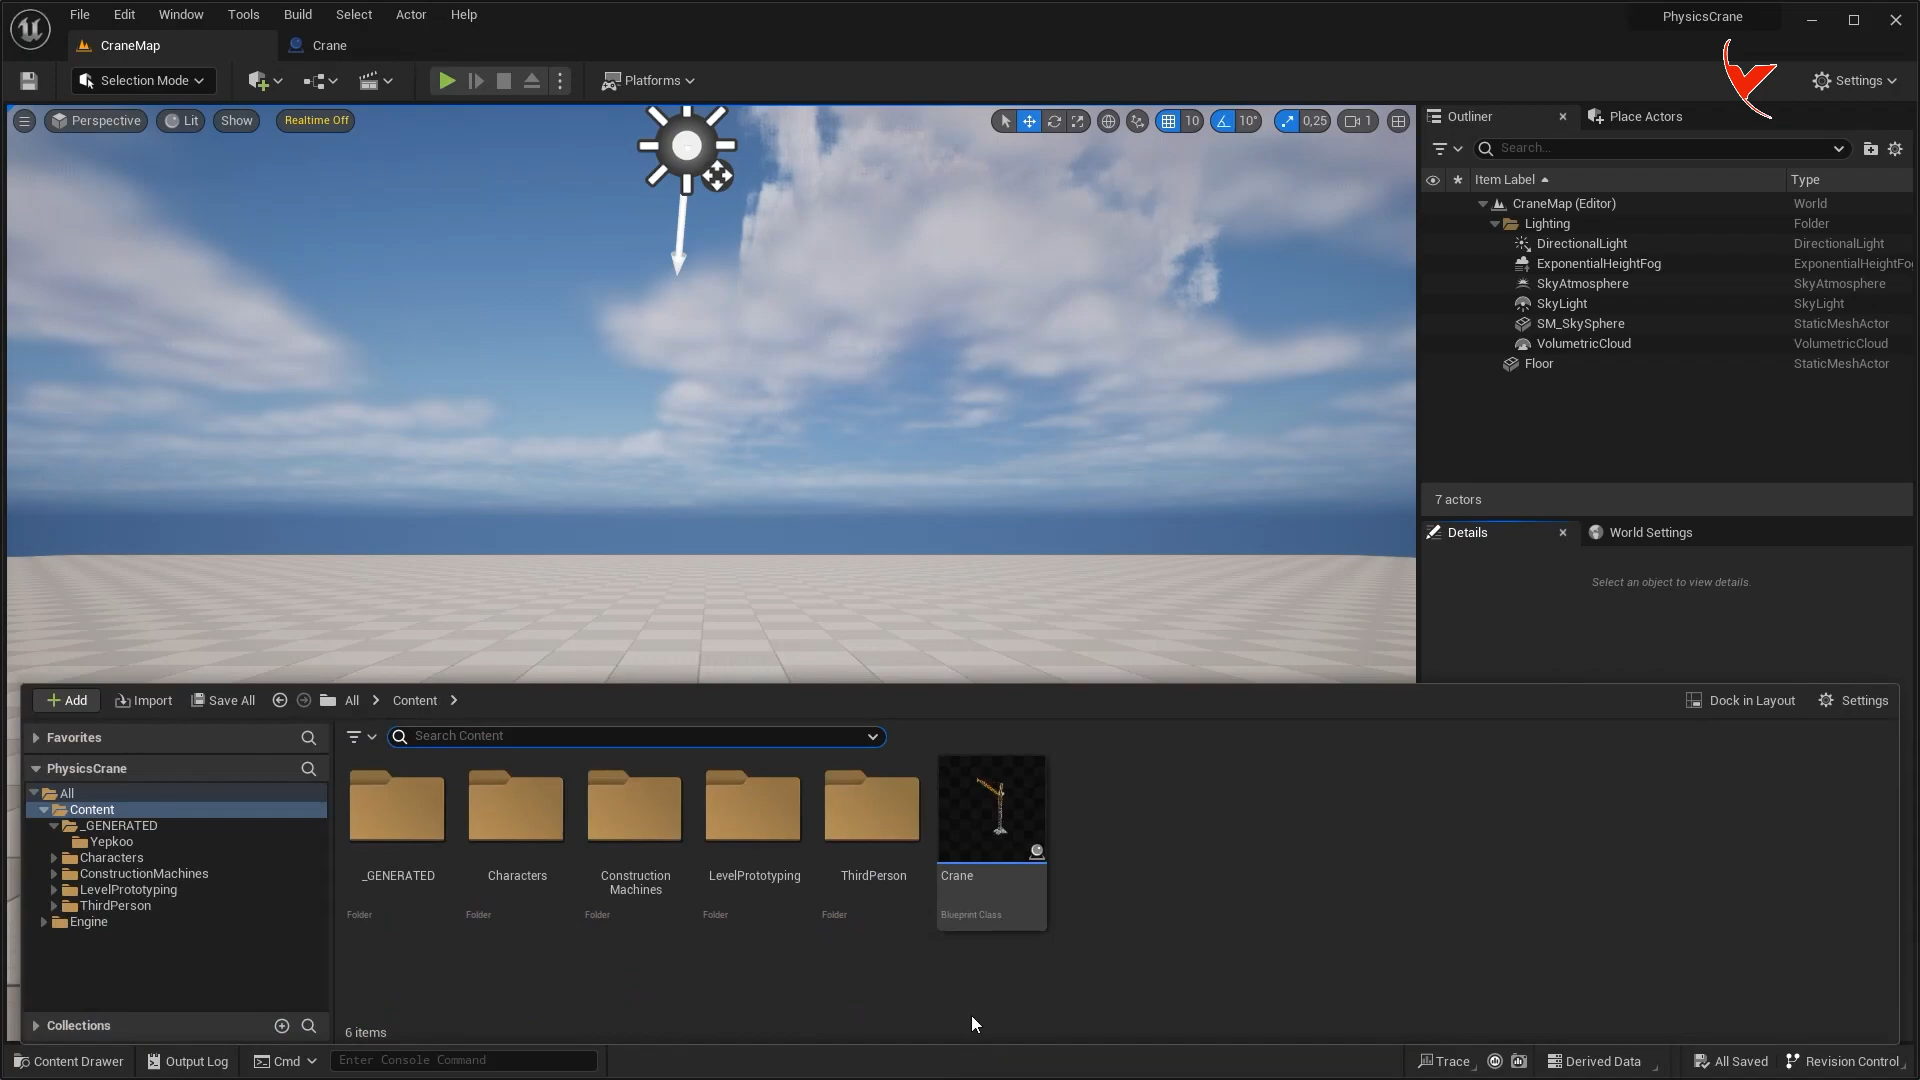 File Edit Window Tools Build Select Actor Help
PhysicsCrane
CraneMap
Crane
Selection Mode
Platforms
Settings
Perspective
Lit
Show
Realtime Off
10
10°
0,25
1
Outliner
Place Actors
Search...
Item Label
Type
CraneMap (Editor) World
Lighting Folder
DirectionalLight DirectionalLight
ExponentialHeightFog ExponentialHeightFo
SkyAtmosphere SkyAtmosphere
SkyLight SkyLight
SM_SkySphere StaticMeshActor
VolumetricCloud VolumetricCloud
Floor StaticMeshActor
7 actors
Details
World Settings
Select an object to view details.
Add
Import
Save All
All
Content
Dock in Layout
Settings
Favorites
Search Content
PhysicsCrane
All
Content
_GENERATED
Yepkoo
Characters
ConstructionMachines
LevelPrototyping
ThirdPerson
Engine
_GENERATED
Folder
Characters
Folder
Construction
Machines
Folder
LevelPrototyping
Folder
ThirdPerson
Folder
Crane
Blueprint Class
Collections
6 items
Content Drawer
Output Log
Cmd
Enter Console Command
Trace
Derived Data
All Saved
Revision Control